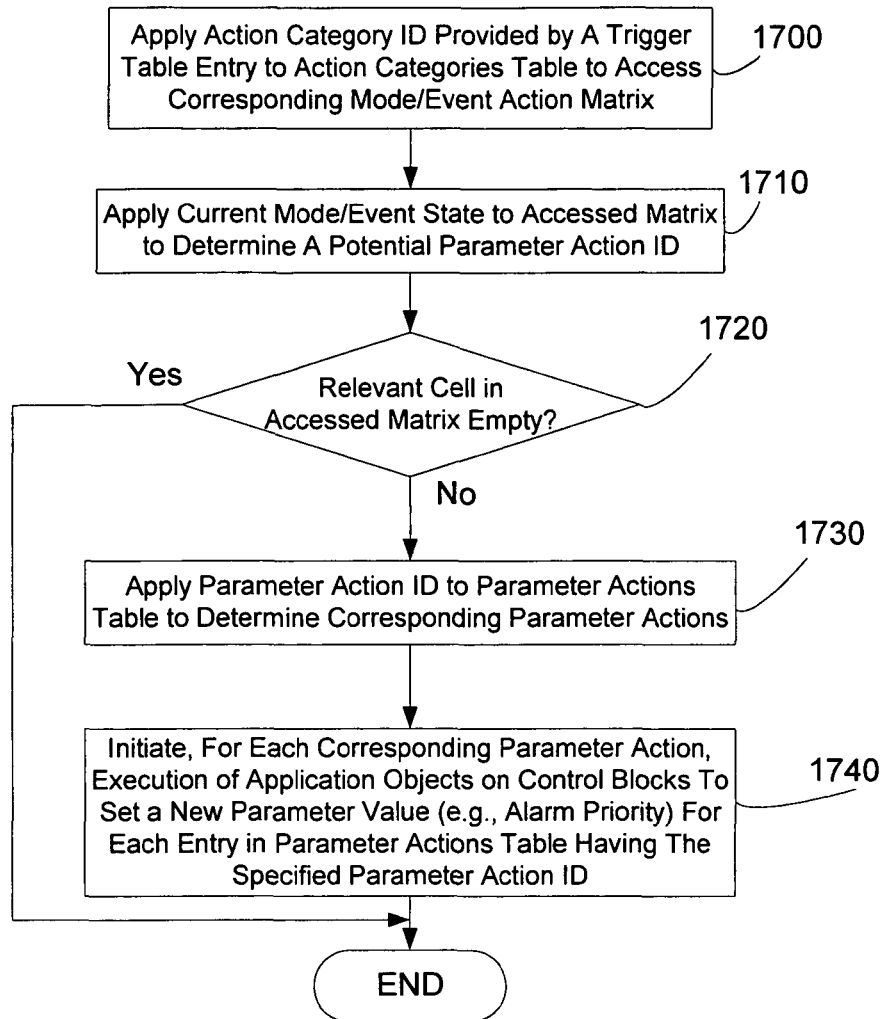 Apply Action Category ID Provided by A Trigger
Table Entry to Action Categories Table to Access
Corresponding Mode/Event Action Matrix
1700
Apply Current Mode/Event State to Accessed Matrix
to Determine A Potential Parameter Action ID
1710
Relevant Cell in
Accessed Matrix Empty?
1720
Yes
No
Apply Parameter Action ID to Parameter Actions
Table to Determine Corresponding Parameter Actions
1730
Initiate, For Each Corresponding Parameter Action,
Execution of Application Objects on Control Blocks To
Set a New Parameter Value (e.g., Alarm Priority) For
Each Entry in Parameter Actions Table Having The
Specified Parameter Action ID
1740
END